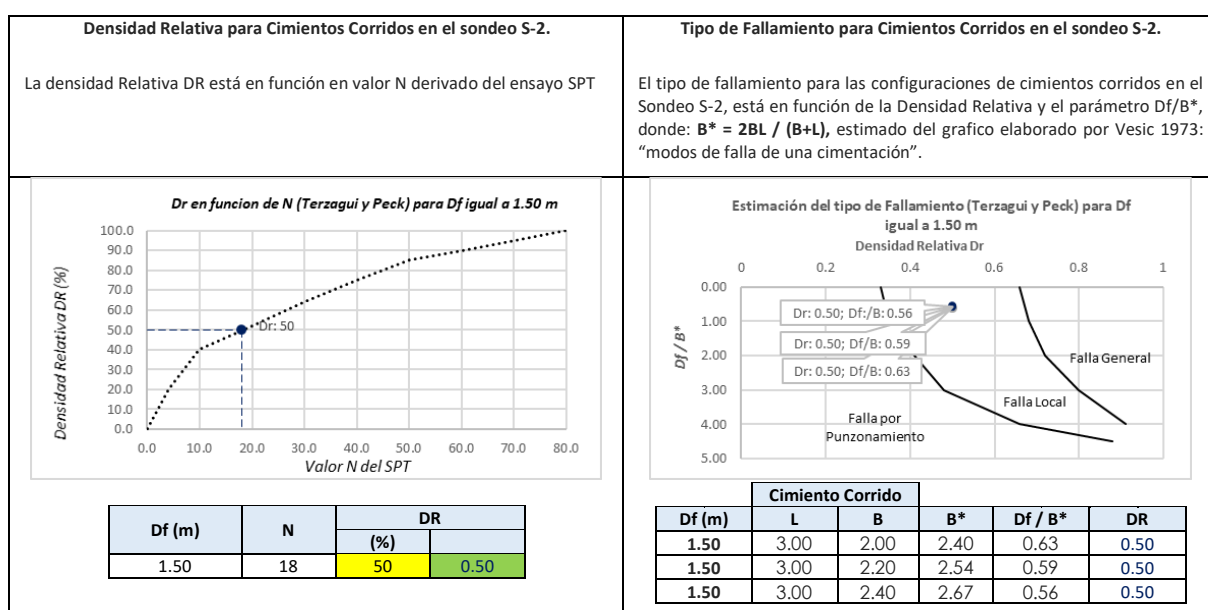 Densidad Relativa para Cimientos Corridos en el sondeo S-2.
La densidad Relativa DR está en función en valor N derivado del ensayo SPT
Tipo de Fallamiento para Cimientos Corridos en el sondeo S-2.
El tipo de fallamiento para las configuraciones de cimientos corridos en el
Sondeo S-2, está en función de la Densidad Relativa y el parámetro Df/B*,
donde: B* = 2BL / (B+L), estimado del grafico elaborado por Vesic 1973:
“modos de falla de una cimentación”.
Dr en funcion de N (Terzagui y Peck) para Df igual a 1.50 m
Densidad Relativa DR (%)
100.0
90.0
80.0
70.0
60.0
50.0
40.0
30.0
20.0
10.0
0.0
Dr: 50
0.0 10.0 20.0 30.0 40.0 50.0 60.0 70.0 80.0
Valor N del SPT
Df (m) N DR
(%)
1.50 18 50 0.50
Estimación del tipo de Fallamiento (Terzagui y Peck) para Df
igual a 1.50 m
Densidad Relativa Dr
0 0.2 0.4 0.6 0.8 1
Df / B*
0.00
1.00
2.00
3.00
4.00
5.00
Dr: 0.50; Df:/B: 0.56
Dr: 0.50; Df/B: 0.59
Dr: 0.50; Df/B: 0.63
Falla General
Falla Local
Falla por
Punzonamiento
Cimiento Corrido
Df (m) L B B* Df / B* DR
1.50 3.00 2.00 2.40 0.63 0.50
1.50 3.00 2.20 2.54 0.59 0.50
1.50 3.00 2.40 2.67 0.56 0.50